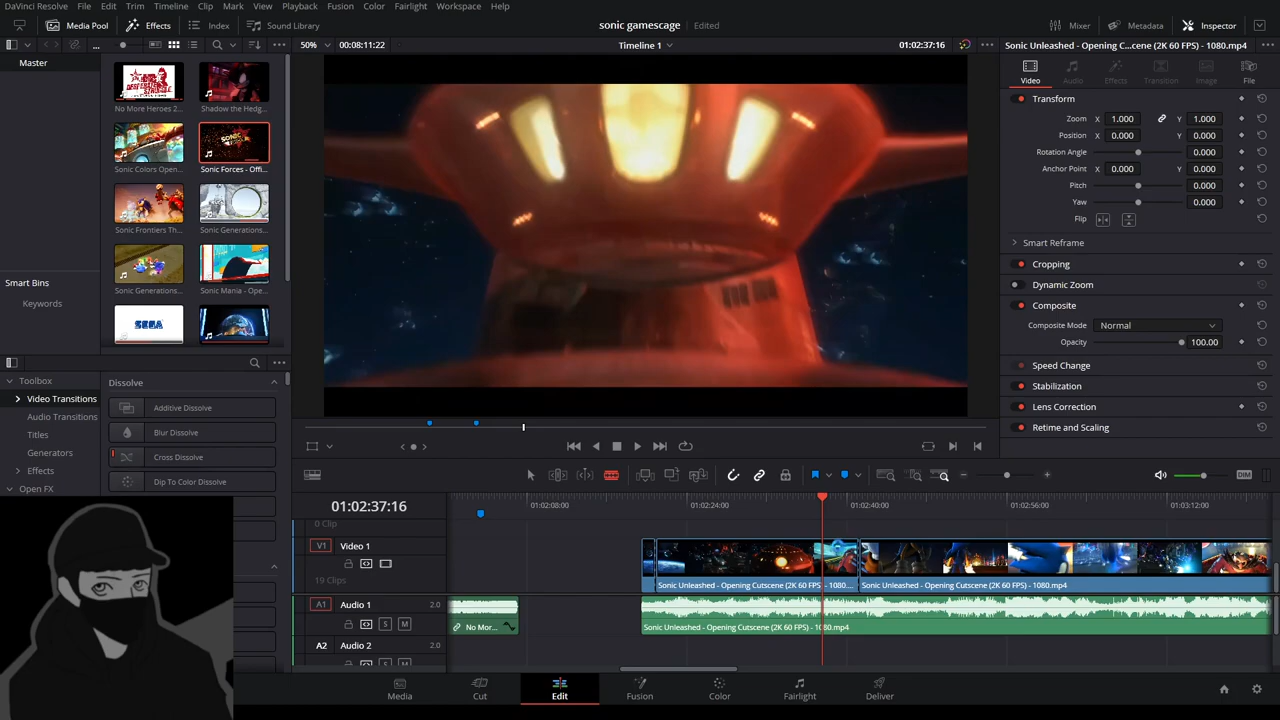 DaVinci Resolve File Edit Trim Timeline Clip Mark View Playback Fusion Color Fairlight Workspace Help
Media Pool Effects Index Sound Library sonic gamescage Edited Mixer Metadata Inspector
50% 00:08:11:22 Timeline 1 01:02:37:16 Sonic Unleashed - Opening C...cene (2K 60 FPS) - 1080.mp4
Master
No More Heroes 2... Shadow the Hedg...
Sonic Colors Open... Sonic Forces - Offi...
Sonic Frontiers Th... Sonic Generations...
Sonic Generations... Sonic Mania - Ope...
SEGA
Smart Bins
Keywords
Video Audio Effects Transition Image File
Transform
Zoom X 1.000 Y 1.000
Position X 0.000 Y 0.000
Rotation Angle 0.000
Anchor Point X 0.000 Y 0.000
Pitch 0.000
Yaw 0.000
Flip
Smart Reframe
Cropping
Dynamic Zoom
Composite
Composite Mode Normal
Opacity 100.00
Speed Change
Stabilization
Lens Correction
Retime and Scaling
Toolbox
Video Transitions
Audio Transitions
Titles
Generators
Effects
Open FX
Dissolve
Additive Dissolve
Blur Dissolve
Cross Dissolve
Dip To Color Dissolve
DIM
01:02:37:16 01:02:08:00 01:02:24:00 01:02:40:00 01:02:56:00 01:03:12:00
0 Clip
V1 Video 1
19 Clips
Sonic Unleashed - Opening Cutscene (2K 60 FPS) - 1080... Sonic Unleashed - Opening Cutscene (2K 60 FPS) - 1080.mp4
A1 Audio 1 2.0
S M
No Mor... Sonic Unleashed - Opening Cutscene (2K 60 FPS) - 1080.mp4
A2 Audio 2 2.0
S M
Media Cut Edit Fusion Color Fairlight Deliver